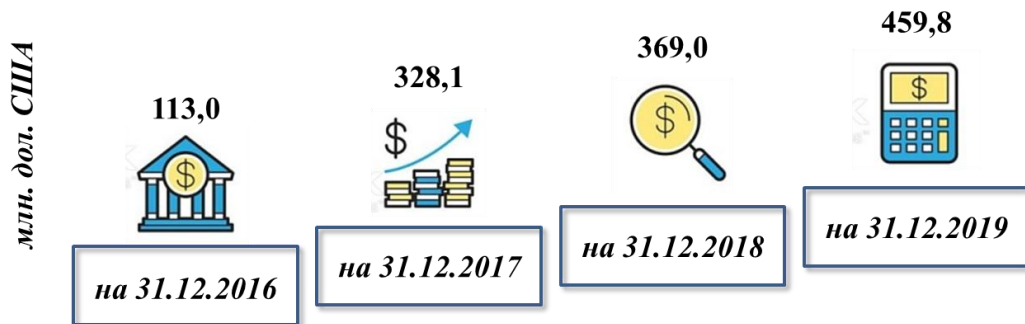 млн. дол. США
113,0
на 31.12.2016
328,1
на 31.12.2017
369,0
на 31.12.2018
459,8
на 31.12.2019